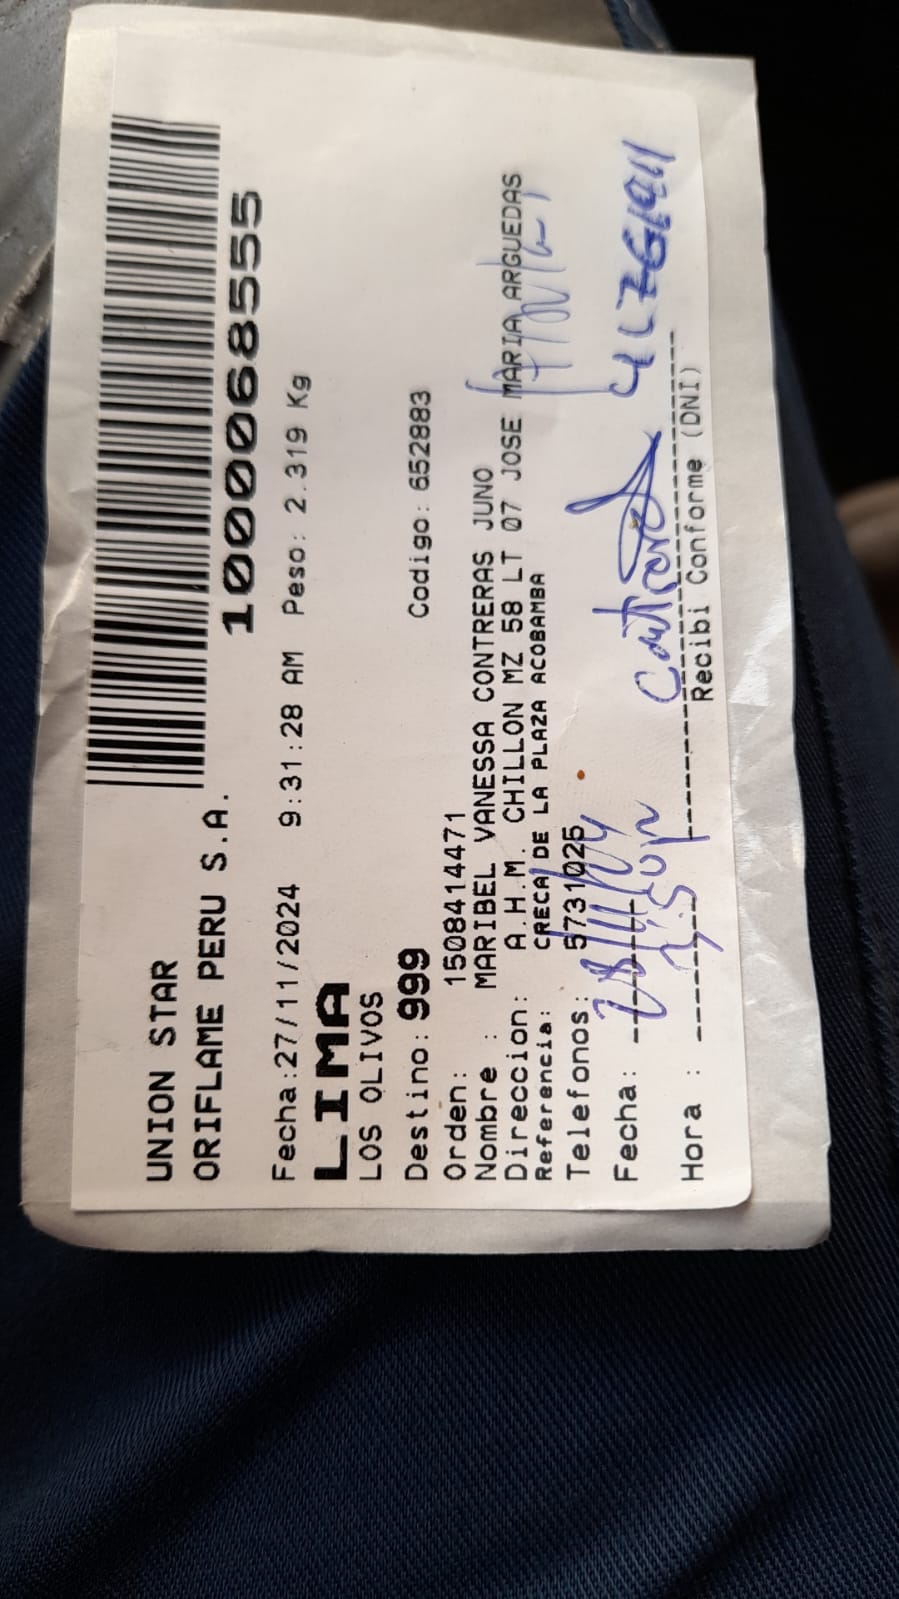 UNION STAR
ORIFLAME PERU S.A.
10000068555
Fecha:27/11/2024 9:31:28 AM Peso: 2.319 Kg
LIMA
LOS OLIVOS
Destino: 999 Codigo: 652883
Orden: 1508414471
Nombre : MARIBEL VANESSA CONTRERAS JUNO
Direccion: A.H.M. CHILLON MZ 58 LT 07 JOSE MARIA ARGUEDAS
Referencia: CRECA DE LA PLAZA ACOBAMBA
Telefonos: 5731025
Fecha:
Hora :
Recibi Conforme (DNI)